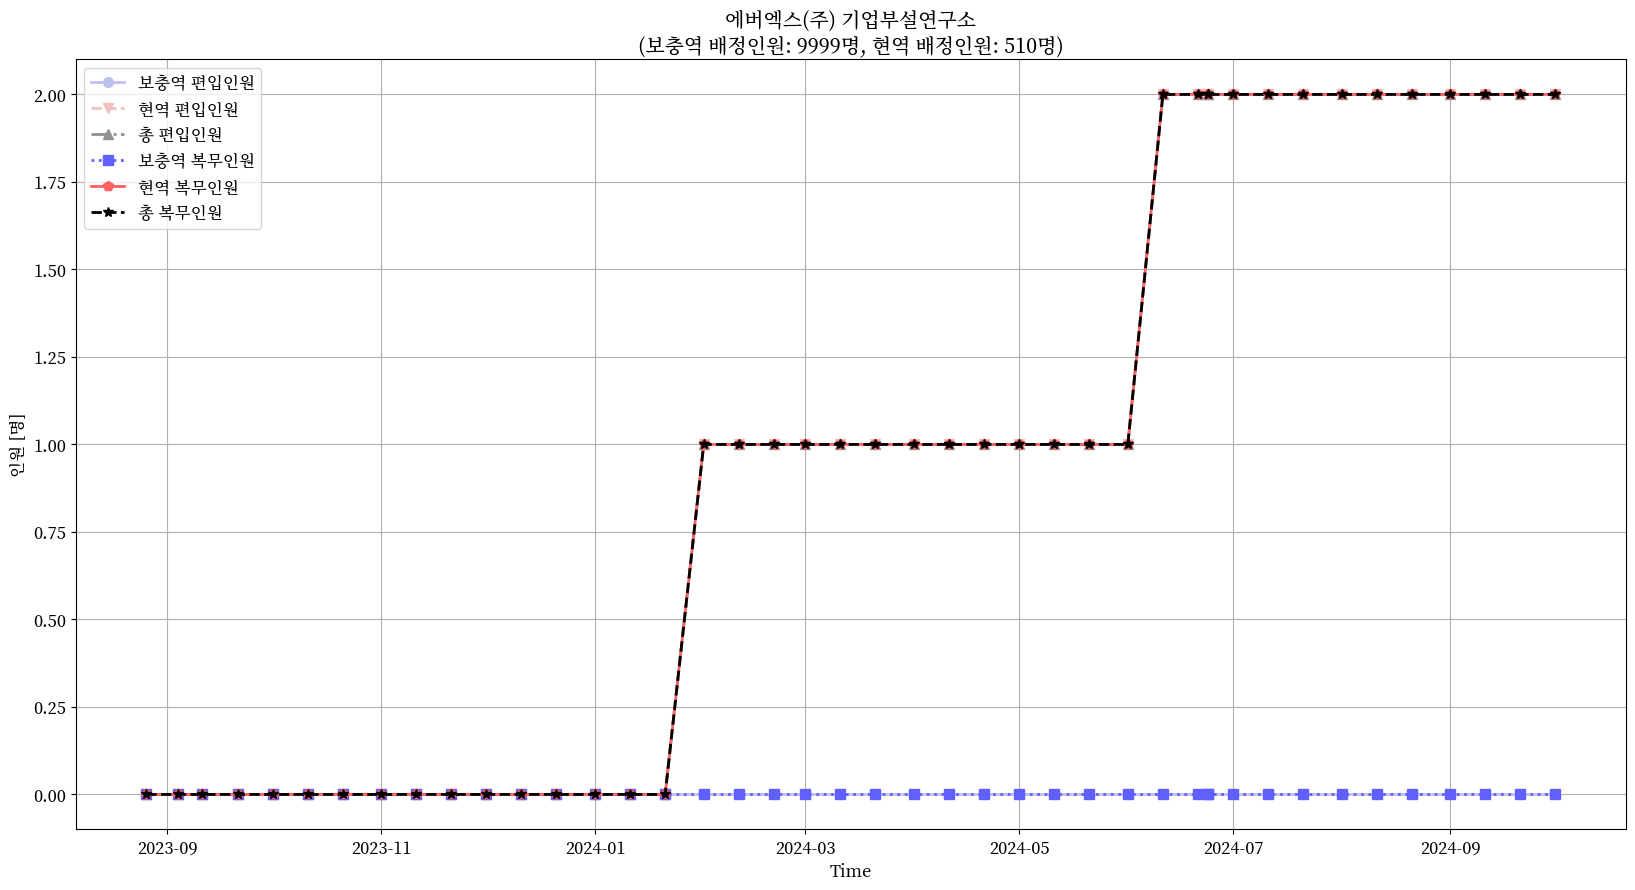 에버엑스(주) 기업부설연구소
(보충역 배정인원: 9999명, 현역 배정인원: 510명)
보충역 편입인원
현역 편입인원
총 편입인원
보충역 복무인원
현역 복무인원
총 복무인원
2.00
1.75
1.50
1.25
1.00
0.75
0.50
0.25
0.00
인원 [명]
2023-09
2023-11
2024-01
2024-03
2024-05
2024-07
2024-09
Time